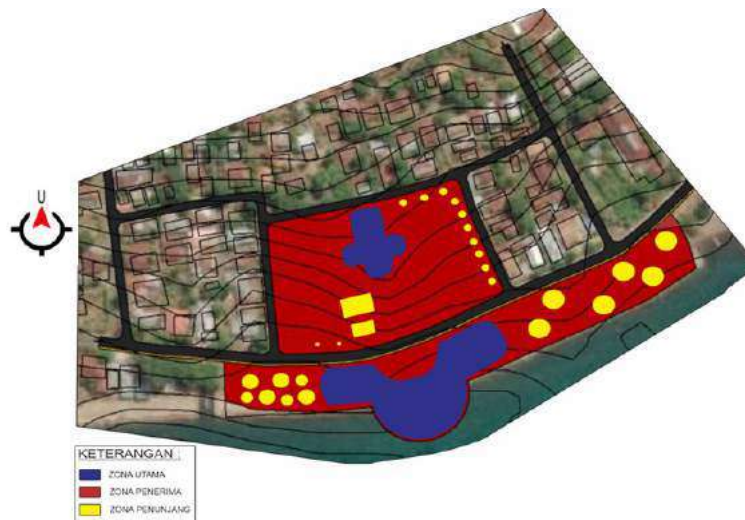 U
KETERANGAN :
ZONA UTAMA
ZONA PENERIMA
ZONA PENUNJANG